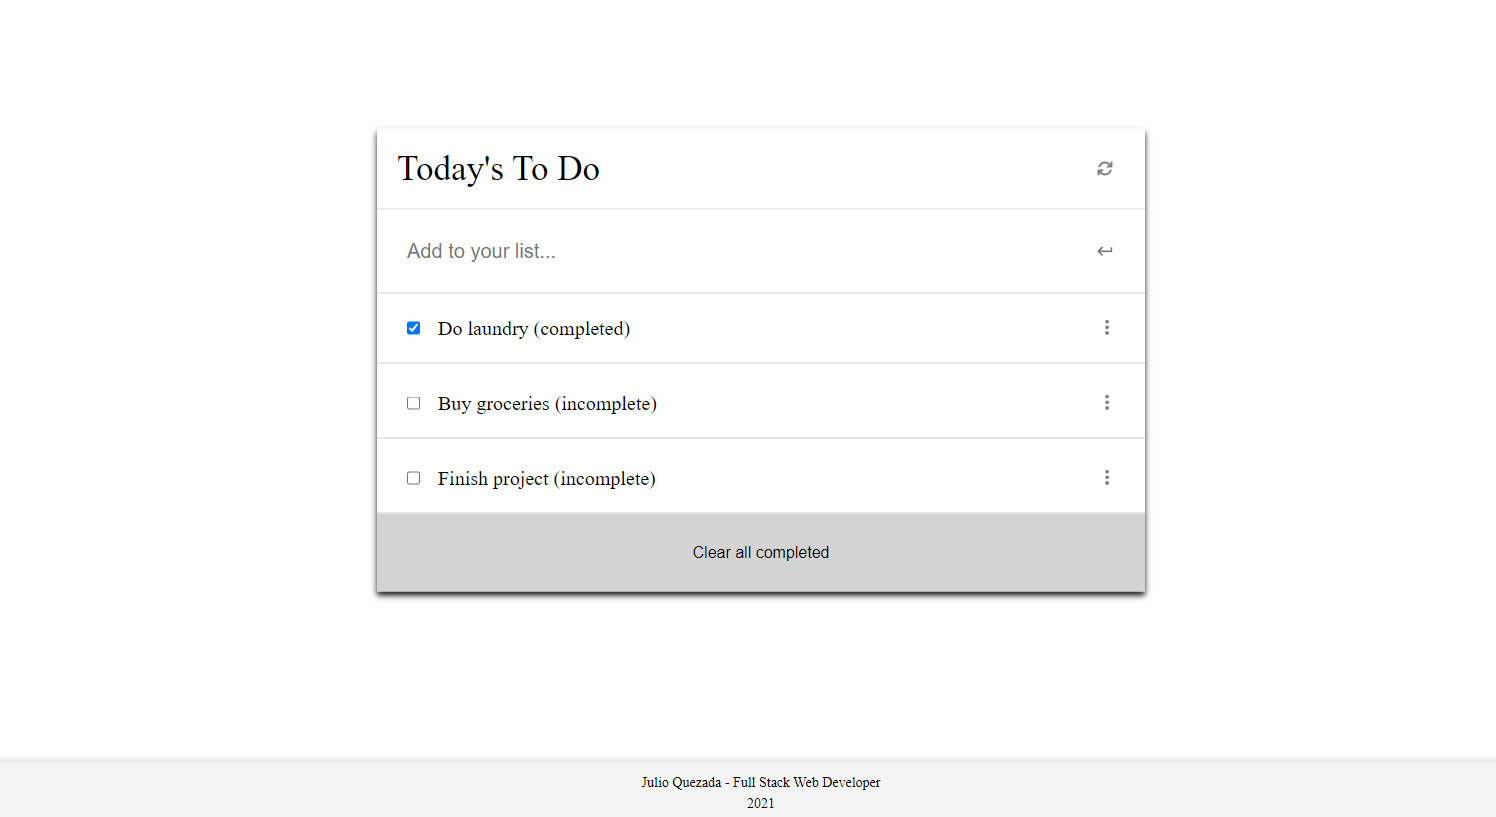 Today's To Do
Add to your list...
Do laundry (completed)
Buy groceries (incomplete)
Finish project (incomplete)
Clear all completed
Julio Quezada - Full Stack Web Developer
2021